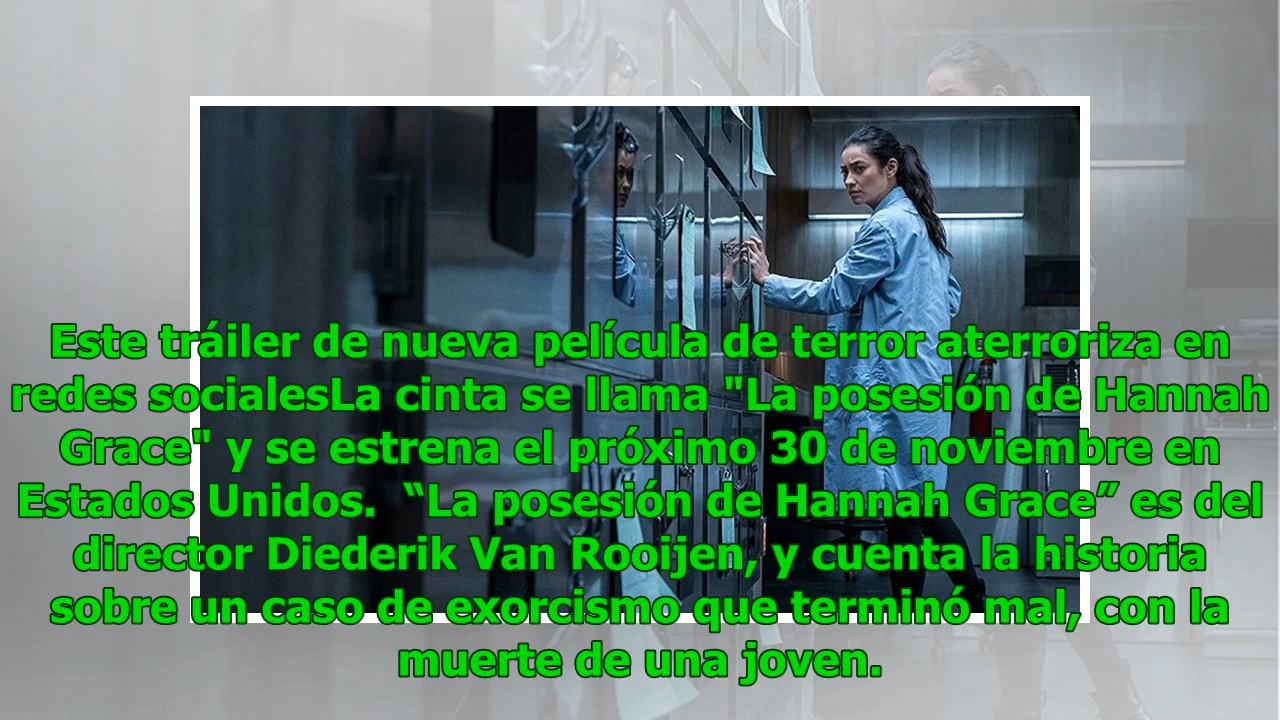 Este tráiler de nueva película de terror aterroriza en
redes socialesLa cinta se llama "La posesión de Hannah
Grace" y se estrena el próximo 30 de noviembre en
Estados Unidos.  “La posesión de Hannah Grace” es del
director Diederik Van Rooijen, y cuenta la historia
sobre un caso de exorcismo que terminó mal, con la
muerte de una joven.